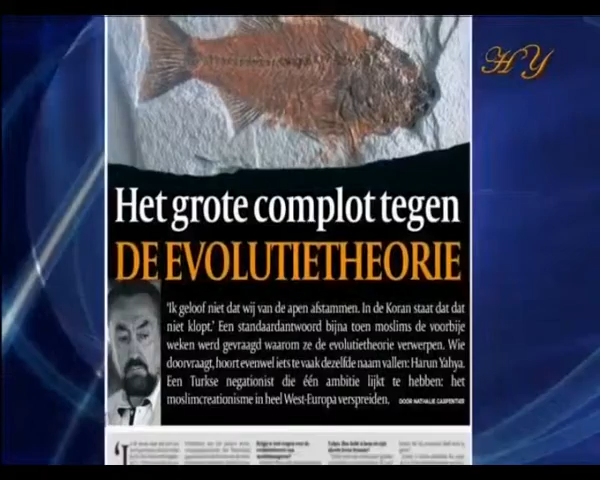 HY
Het grote complot tegen
DE EVOLUTIETHEORIE
'Ik geloof niet dat wij van de apen afstammen. In de Koran staat dat dat
niet klopt.' Een standaardantwoord bijna toen moslims de voorbije
weken werd gevraagd waarom ze de evolutietheorie verwerpen. Wie
doorvraagt, hoort evenwel iets te vaak dezelfde naam vallen: Harun Yahya.
Een Turkse negationist die één ambitie lijkt te hebben: het
moslimcreationisme in heel West-Europa verspreiden. DOOR NATHALIE CARPENTIER